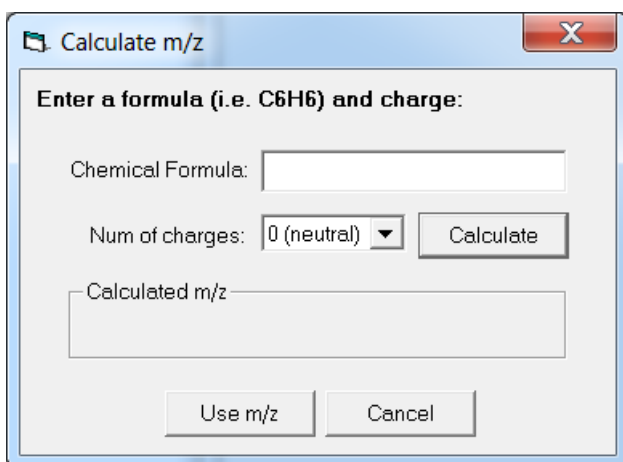 Calculate m/z
Enter a formula (i.e. C6H6) and charge:
Chemical Formula:
Num of charges: 0 (neutral) Calculate
Calculated m/z
Use m/z Cancel